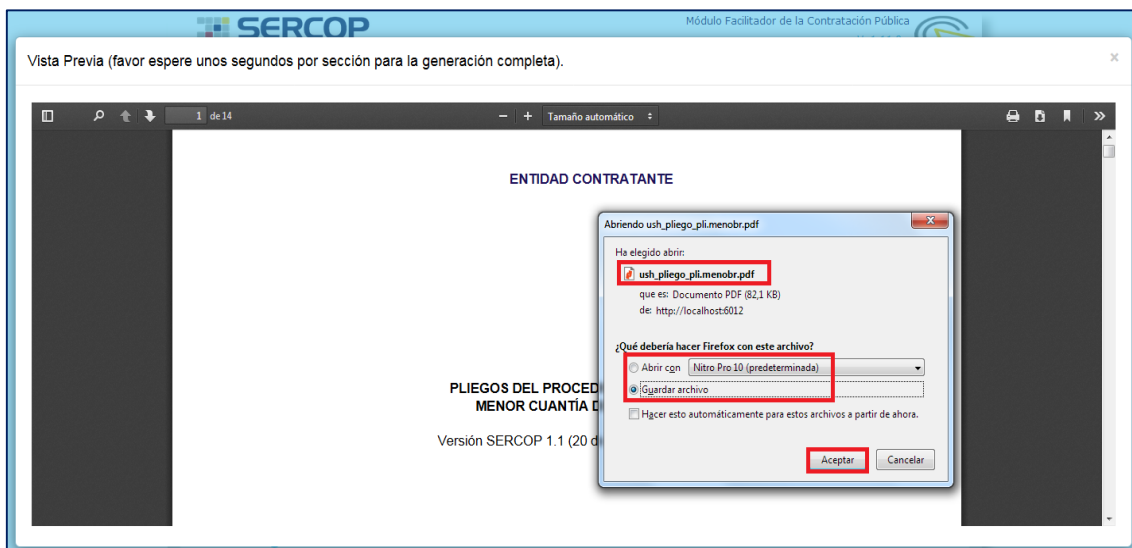 SERCOP
Módulo Facilitador de la Contratación Pública
Vista Previa (favor espere unos segundos por sección para la generación completa).
×
1 de 14
Tamaño automático
ENTIDAD CONTRATANTE
Abriendo ush_pliego_pli.menobr.pdf
Ha elegido abrir:
ush_pliego_pli.menobr.pdf
que es: Documento PDF (82,1 KB)
de: http://localhost:6012
¿Qué debería hacer Firefox con este archivo?
Abrir con Nitro Pro 10 (predeterminada)
Guardar archivo
Hacer esto automáticamente para estos archivos a partir de ahora.
Aceptar Cancelar
PLIEGOS DEL PROCED
MENOR CUANTÍA D
Versión SERCOP 1.1 (20 d